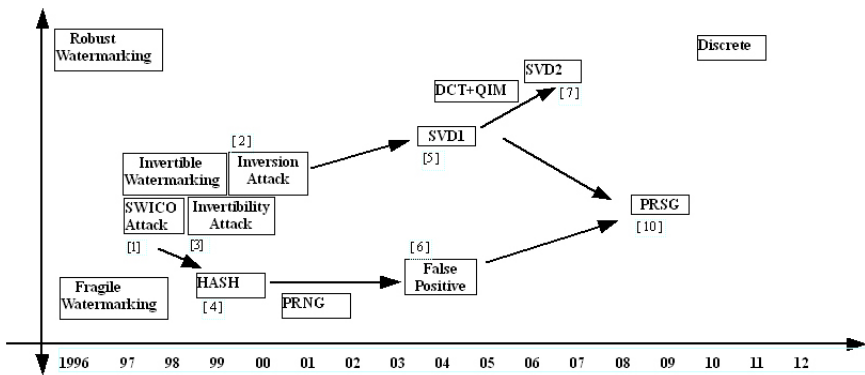 Robust
Watermarking
Discrete
SVD2
DCT+QIM
[7]
[2]
SVD1
[5]
Invertible
Watermarking
Inversion
Attack
SWICO
Attack
Invertibility
Attack
PRSG
[1]
[3]
[10]
[6]
False
Positive
HASH
[4]
Fragile
Watermarking
PRNG
1996 97 98 99 00 01 02 03 04 05 06 07 08 09 10 11 12